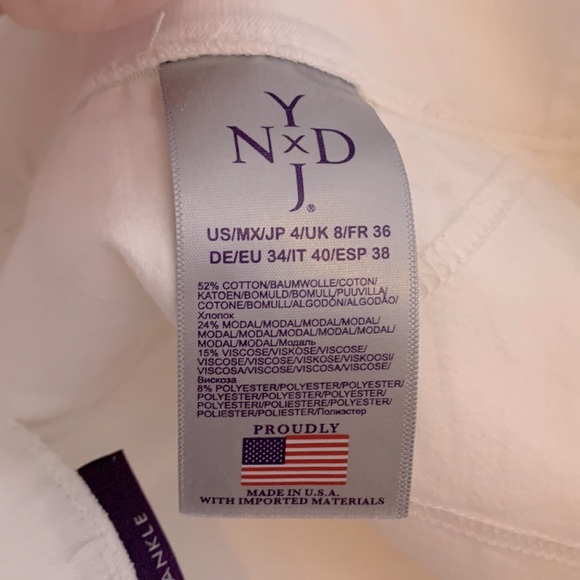 Y
N x D
J®
US/MX/JP 4/UK 8/FR 36
DE/EU 34/IT 40/ESP 38
52% COTTON/BAUMWOLLE/COTON/
KATOEN/BOMULD/BOMULL/PUUVILLA/
COTONE/BOMULL/ALGODÓN/ALGODÃO/
Хлопок
24% MODAL/MODAL/MODAL/MODAL/
MODAL/MODAL/MODAL/MODAL/MODAL/
MODAL/MODAL/Модаль
15% VISCOSE/VISKOSE/VISCOSE/
VISCOSE/VISKOSE/VISKOS/VISKOOSI/
VISCOSA/VISKOSE/VISCOSA/VISCOSE/
Вискоза
8% POLYESTER/POLYESTER/POLYESTER/
POLYESTER/POLYESTER/POLYESTER/
POLYESTERI/POLIESTERE/POLYESTER/
POLIESTER/POLIESTER/Полиэстер
PROUDLY
MADE IN U.S.A.
WITH IMPORTED MATERIALS
ANKLE